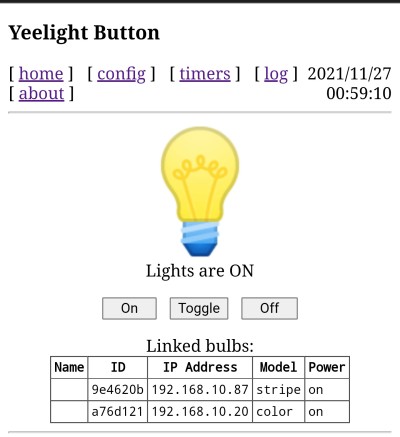 Yeelight Button
[ home ] [ config ] [ timers ] [ log ] 2021/11/27
[ about ] 00:59:10
Lights are ON
On Toggle Off
Linked bulbs:
Name ID IP Address Model Power
9e4620b 192.168.10.87 stripe on
a76d121 192.168.10.20 color on